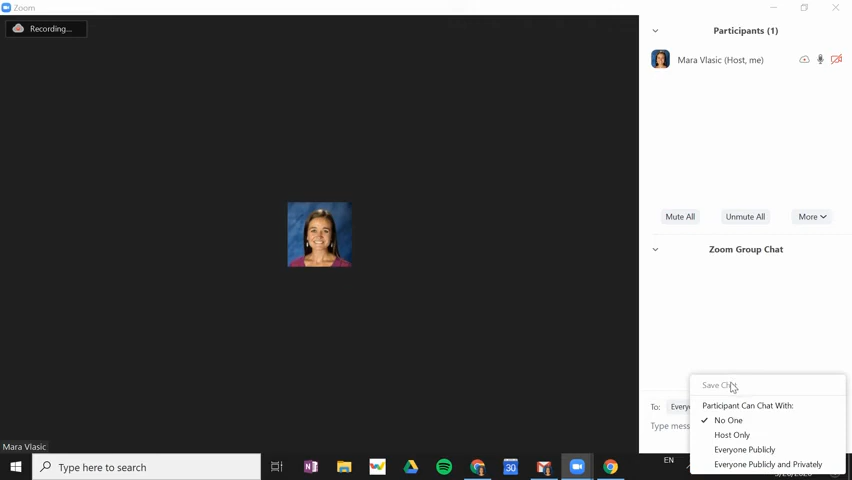 Zoom
Recording...
Participants (1)
Mara Vlasic (Host, me)
Mute All
Unmute All
More
Zoom Group Chat
Save Chat
To:
Participant Can Chat With:
No One
Type
Host Only
Everyone Publicly
Everyone Publicly and Privately
Mara Vlasic
Type here to search
30
EN